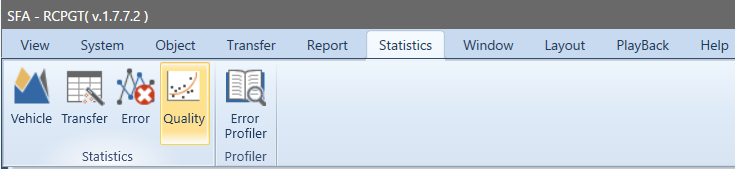 SFA - RCPGT( v.1.7.7.2 )
View System Object Transfer Report Statistics Window Layout PlayBack Help
Vehicle Transfer Error Quality Error
Profiler
Statistics Profiler